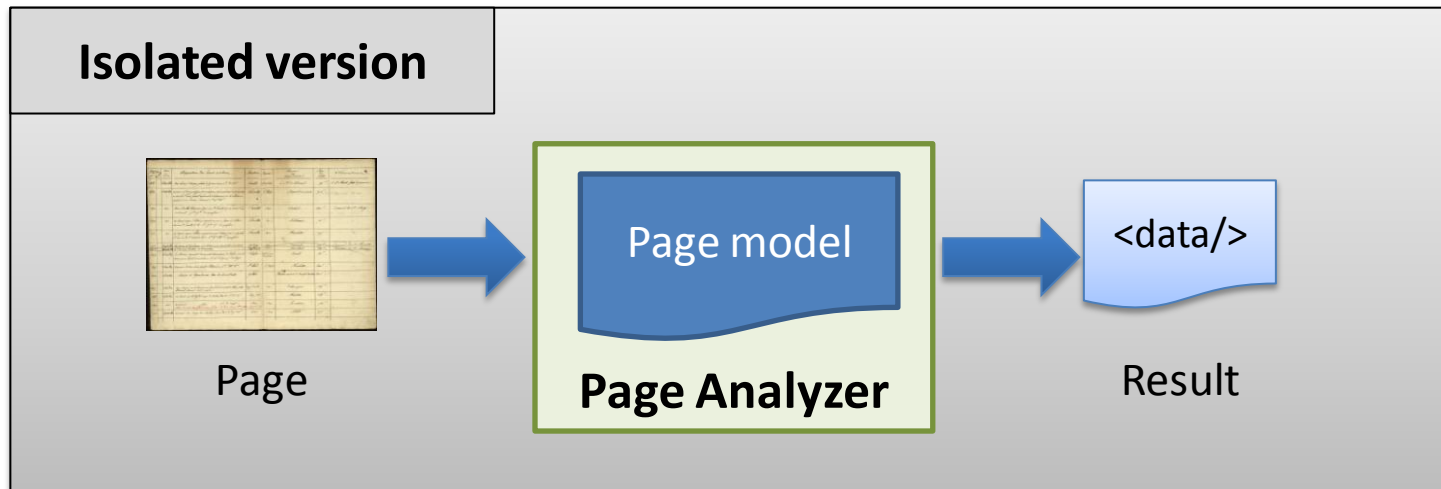 Isolated version
Page model
<data/>
Page Analyzer
Page
Result